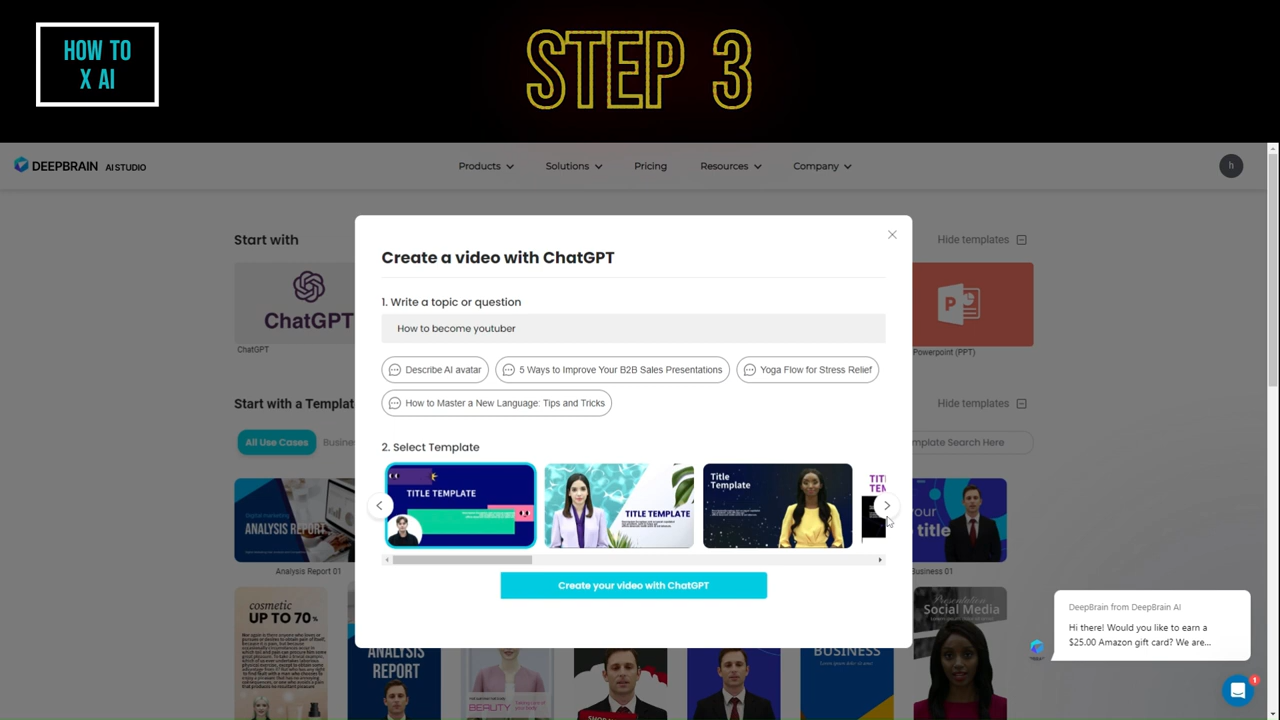 HOW TO
X AI
STEP 3
DEEPBRAIN AI STUDIO
Products
Solutions
Pricing
Resources
Company
h
Start with
Hide templates
ChatGPT
ChatGPT
P
Powerpoint (PPT)
Create a video with ChatGPT
1. Write a topic or question
How to become youtuber
Describe AI avatar
5 Ways to Improve Your B2B Sales Presentations
Yoga Flow for Stress Relief
How to Master a New Language: Tips and Tricks
Start with a Templat
Hide templates
All Use Cases
Busine
mplate Search Here
2. Select Template
TITLE TEMPLATE
TITLE TEMPLATE
Title
Template
ANALYSIS REPORT
your
title
Analysis Report 01
Business 01
Create your video with ChatGPT
cosmetic
UP TO 70%
ANALYSIS
REPORT
BEAUTY
BUSINESS
Social Media
DeepBrain from DeepBrain AI
Hi there! Would you like to earn a
$25.00 Amazon gift card? We are...
1